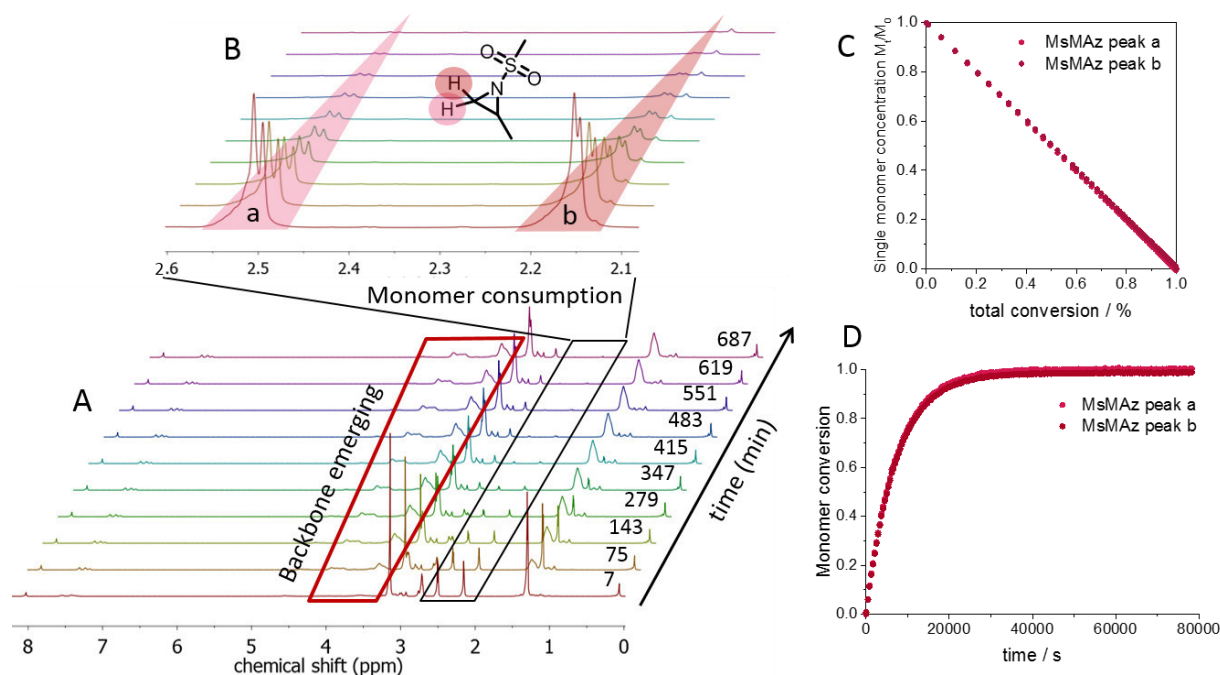 B
O
S
O
N
H
H
a
b
2.6 2.5 2.4 2.3 2.2 2.1
Monomer consumption
A
Backbone emerging
687
619
551
483
415
347
279
143
75
7
time (min)
8 7 6 5 4 3 2 1 0
chemical shift (ppm)
C
Single monomer concentration Mt/M0
1.0
0.8
0.6
0.4
0.2
0.0
MsMAz peak a
MsMAz peak b
0.0 0.2 0.4 0.6 0.8 1.0
total conversion / %
D
Monomer conversion
1.0
0.8
0.6
0.4
0.2
0.0
MsMAz peak a
MsMAz peak b
0 20000 40000 60000 80000
time / s